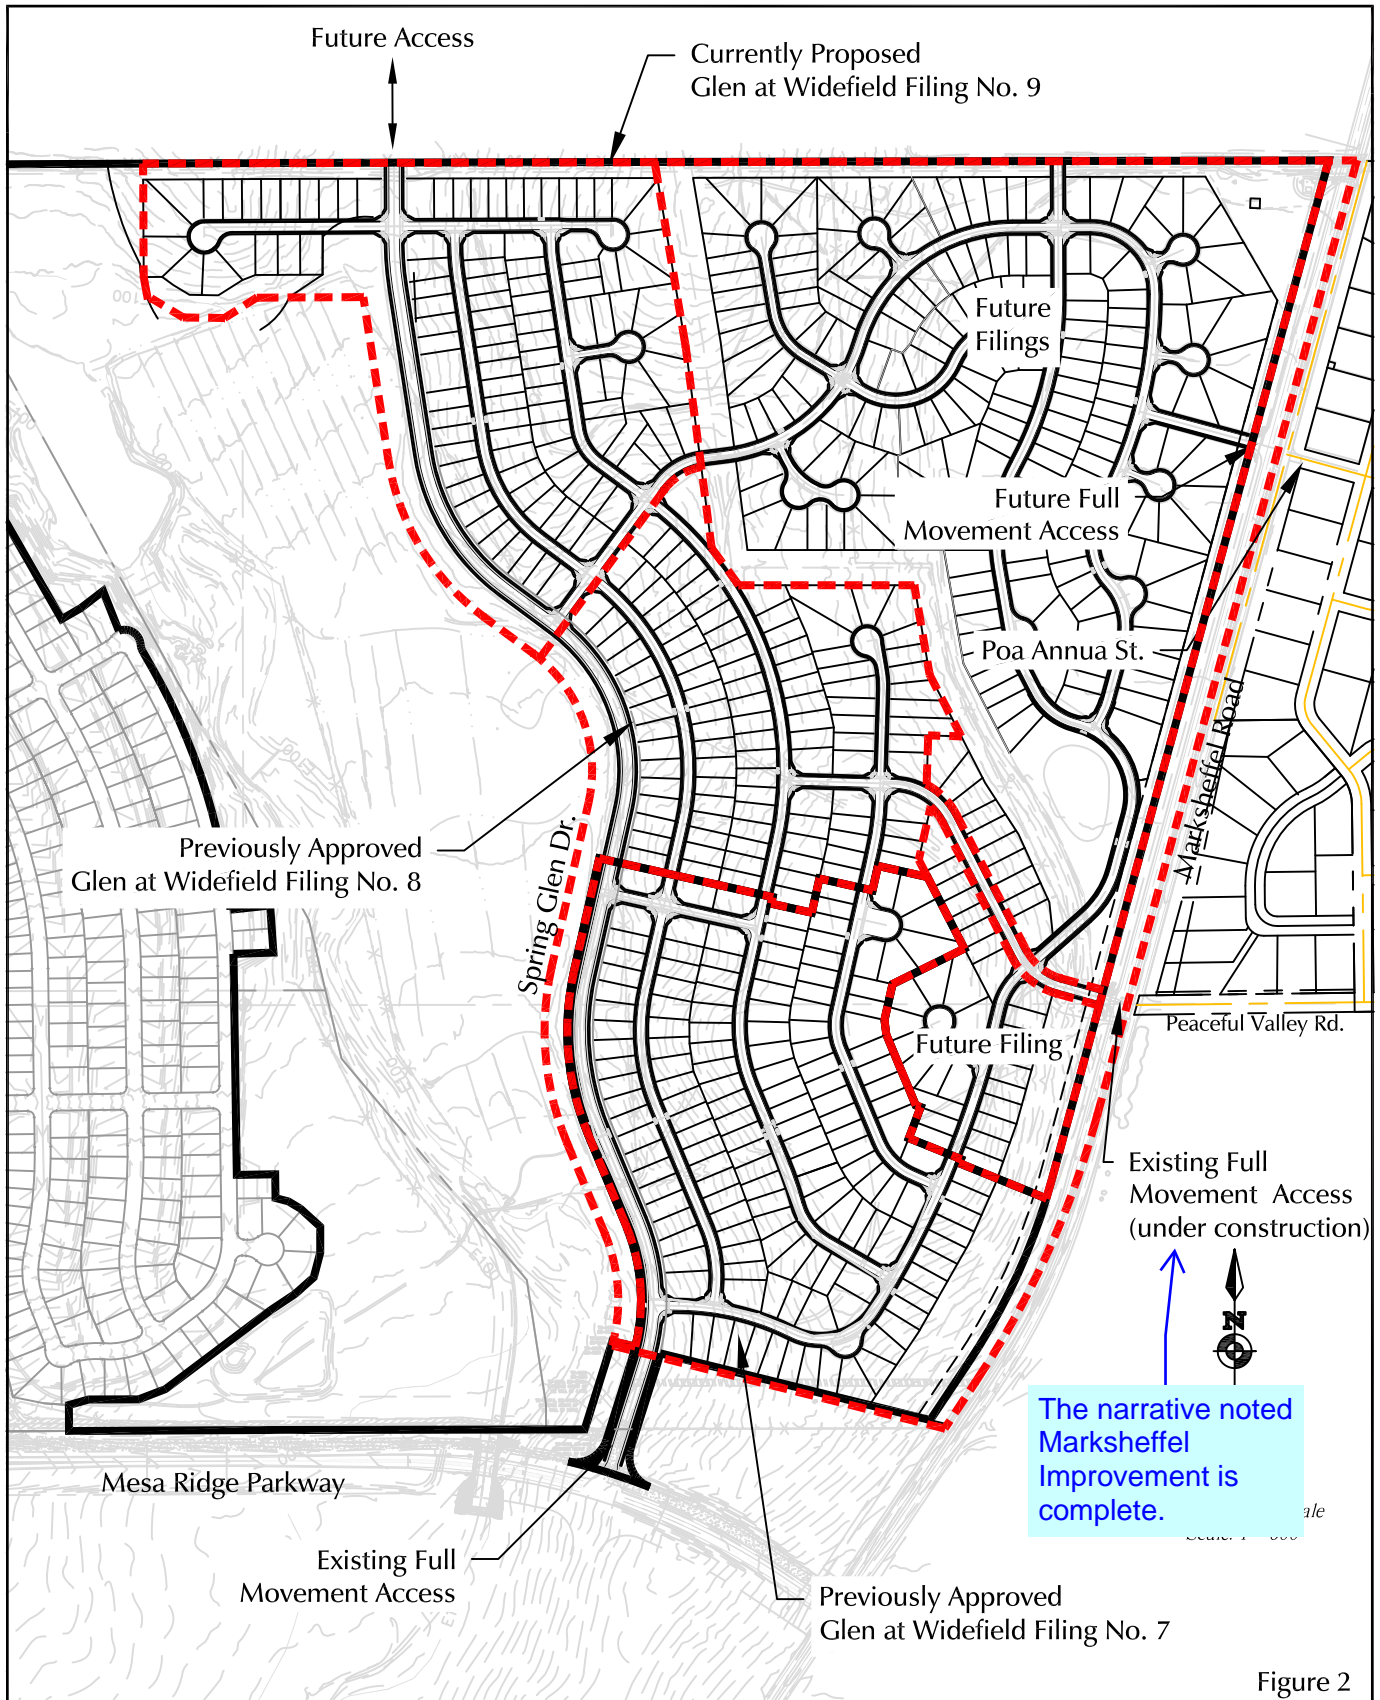 Future Access
Currently Proposed
Glen at Widefield Filing No. 9
Future
Filings
Future Full
Movement Access
Poa Annua St.
Marksheffel Road
Previously Approved
Glen at Widefield Filing No. 8
Spring Glen Dr.
Peaceful Valley Rd.
Future Filing
Existing Full
Movement Access
(under construction)
N
The narrative noted
Marksheffel
Improvement is
complete.
Mesa Ridge Parkway
Existing Full
Movement Access
Previously Approved
Glen at Widefield Filing No. 7
Figure 2